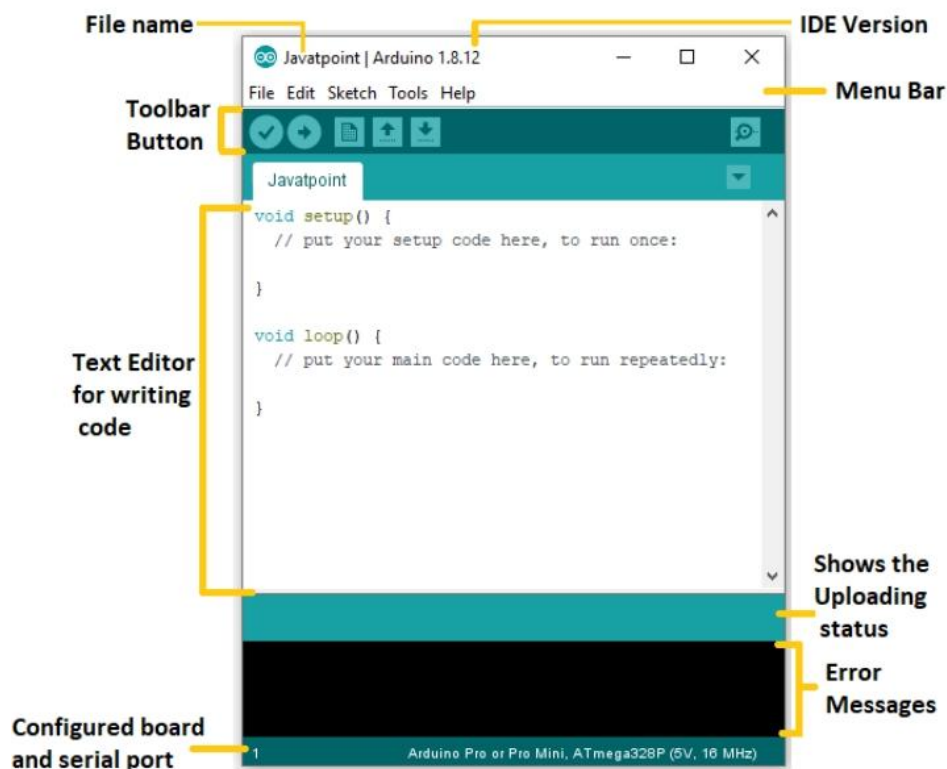 File name
IDE Version
Javatpoint | Arduino 1.8.12
File Edit Sketch Tools Help
Menu Bar
Toolbar
Button
Javatpoint
void setup() {
// put your setup code here, to run once:
}
void loop() {
// put your main code here, to run repeatedly:
}
Text Editor
for writing
code
Shows the
Uploading
status
Error
Messages
Configured board
and serial port
1
Arduino Pro or Pro Mini, ATmega328P (5V, 16 MHz)